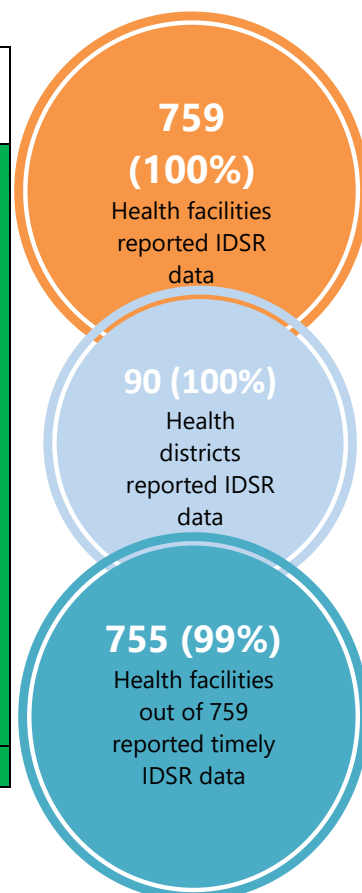 759
(100%)
Health facilities
reported IDSR
data
90 (100%)
Health
districts
reported IDSR
data
755 (99%)
Health facilities
out of 759
reported timely
IDSR data